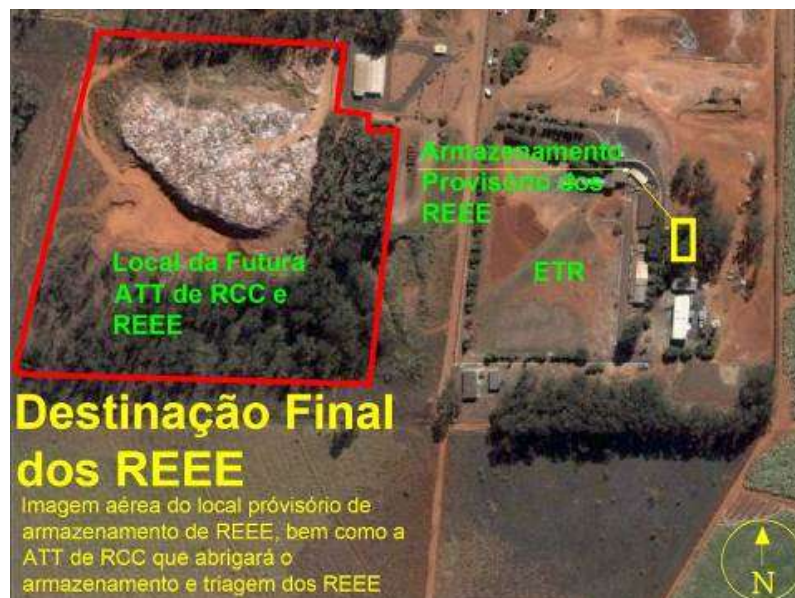 Armazenamento
Provisório dos
REEE
ETR
Local da Futura
ATT de RCC e
REEE
Destinação Final
dos REEE
Imagem aérea do local próvisório de
armazenamento de REEE, bem como a
ATT de RCC que abrigará o
armazenamento e triagem dos REEE
N